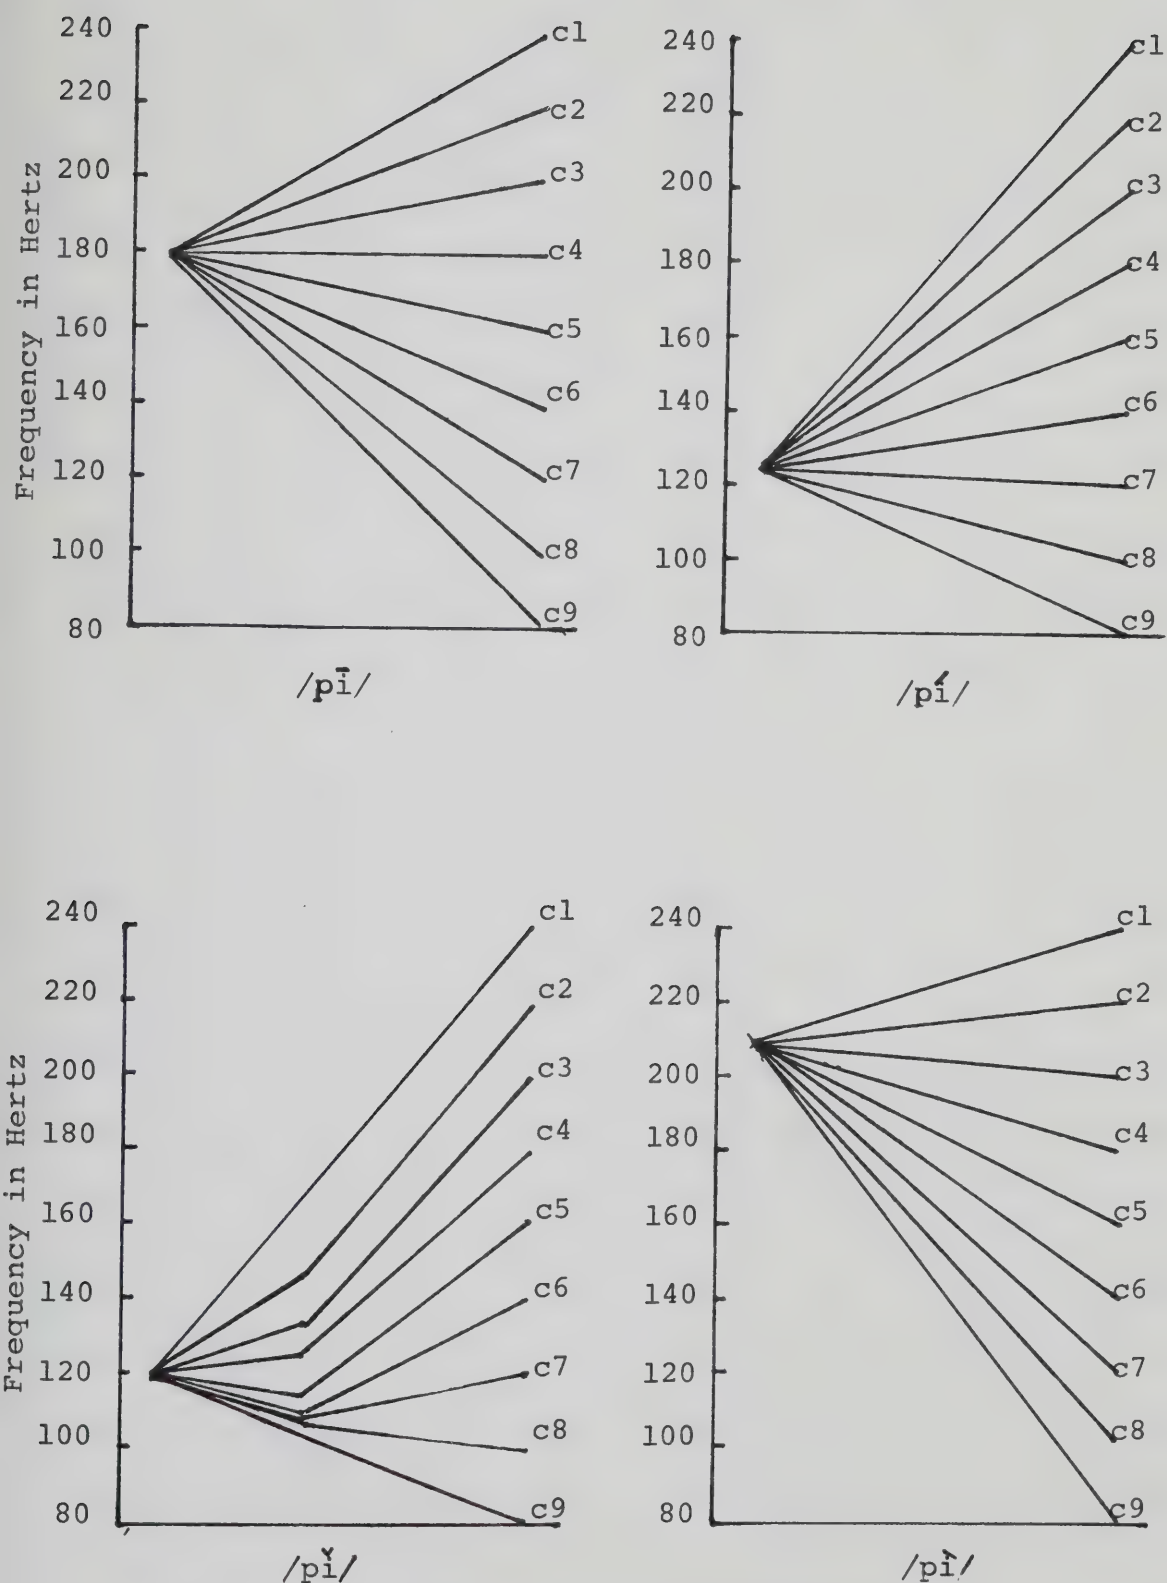 Frequency in Hertz
240
220
200
180
160
140
120
100
80
c1
c2
c3
c4
c5
c6
c7
c8
c9
/pī/
240
220
200
180
160
140
120
100
80
c1
c2
c3
c4
c5
c6
c7
c8
c9
/pí/
Frequency in Hertz
240
220
200
180
160
140
120
100
80
c1
c2
c3
c4
c5
c6
c7
c8
c9
/pǐ/
240
220
200
180
160
140
120
100
80
c1
c2
c3
c4
c5
c6
c7
c8
c9
/pì/